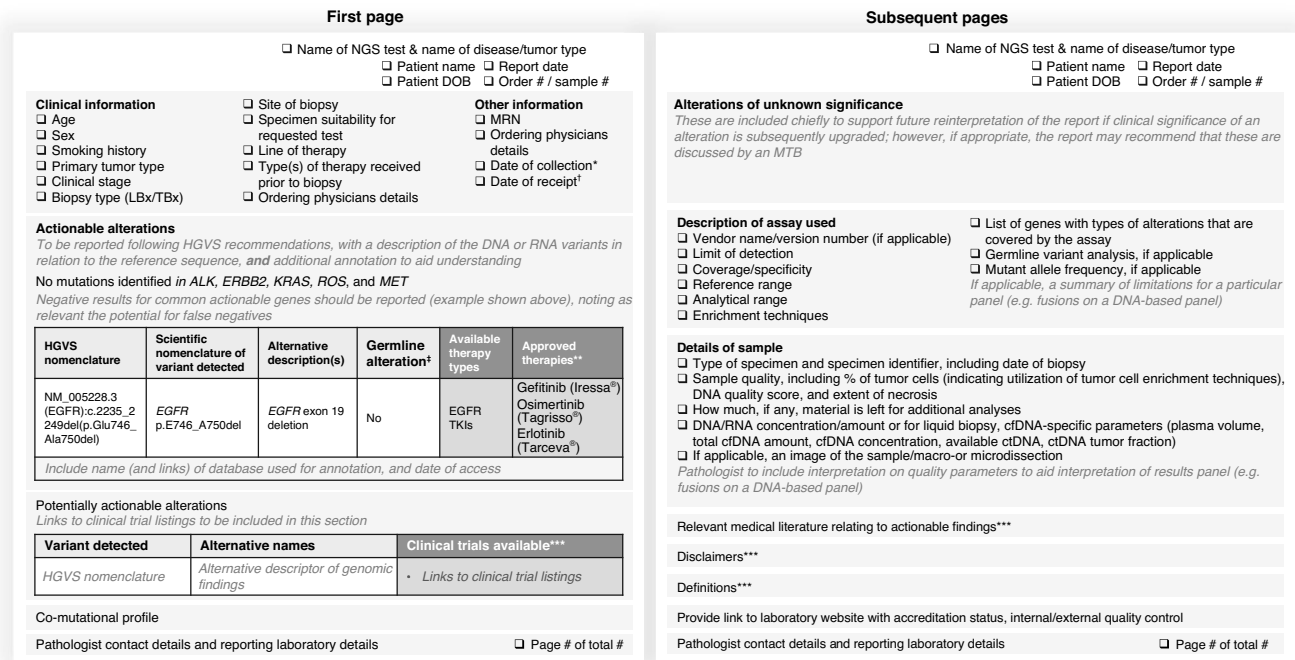 First page
❑ Name of NGS test & name of disease/tumor type
❑ Patient name ❑ Report date
❑ Patient DOB ❑ Order # / sample #
Clinical information
❑ Age
❑ Sex
❑ Smoking history
❑ Primary tumor type
❑ Clinical stage
❑ Biopsy type (LBx/TBx)
❑ Site of biopsy
❑ Specimen suitability for
requested test
❑ Line of therapy
❑ Type(s) of therapy received
prior to biopsy
❑ Ordering physicians details
Other information
❑ MRN
❑ Ordering physicians
details
❑ Date of collection*
❑ Date of receipt†
Actionable alterations
To be reported following HGVS recommendations, with a description of the DNA or RNA variants in
relation to the reference sequence, and additional annotation to aid understanding
No mutations identified in ALK, ERBB2, KRAS, ROS, and MET
Negative results for common actionable genes should be reported (example shown above), noting as
relevant the potential for false negatives
HGVS
nomenclature
Scientific
nomenclature of
variant detected
Alternative
description(s)
Germline
alteration‡
Available
therapy
types
Approved
therapies**
NM_005228.3
(EGFR):c.2235_2
249del(p.Glu746_
Ala750del)
EGFR
p.E746_A750del
EGFR exon 19
deletion
No
EGFR
TKIs
Gefitinib (Iressa®)
Osimertinib
(Tagrisso®)
Erlotinib
(Tarceva®)
Include name (and links) of database used for annotation, and date of access
Potentially actionable alterations
Links to clinical trial listings to be included in this section
Variant detected
Alternative names
Clinical trials available***
HGVS nomenclature
Alternative descriptor of genomic
findings
• Links to clinical trial listings
Co-mutational profile
Pathologist contact details and reporting laboratory details ❑ Page # of total #
Subsequent pages
❑ Name of NGS test & name of disease/tumor type
❑ Patient name ❑ Report date
❑ Patient DOB ❑ Order # / sample #
Alterations of unknown significance
These are included chiefly to support future reinterpretation of the report if clinical significance of an
alteration is subsequently upgraded; however, if appropriate, the report may recommend that these are
discussed by an MTB
Description of assay used
❑ Vendor name/version number (if applicable)
❑ Limit of detection
❑ Coverage/specificity
❑ Reference range
❑ Analytical range
❑ Enrichment techniques
❑ List of genes with types of alterations that are
covered by the assay
❑ Germline variant analysis, if applicable
❑ Mutant allele frequency, if applicable
If applicable, a summary of limitations for a particular
panel (e.g. fusions on a DNA-based panel)
Details of sample
❑ Type of specimen and specimen identifier, including date of biopsy
❑ Sample quality, including % of tumor cells (indicating utilization of tumor cell enrichment techniques),
DNA quality score, and extent of necrosis
❑ How much, if any, material is left for additional analyses
❑ DNA/RNA concentration/amount or for liquid biopsy, cfDNA-specific parameters (plasma volume,
total cfDNA amount, cfDNA concentration, available ctDNA, ctDNA tumor fraction)
❑ If applicable, an image of the sample/macro-or microdissection
Pathologist to include interpretation on quality parameters to aid interpretation of results panel (e.g.
fusions on a DNA-based panel)
Relevant medical literature relating to actionable findings***
Disclaimers***
Definitions***
Provide link to laboratory website with accreditation status, internal/external quality control
Pathologist contact details and reporting laboratory details ❑ Page # of total #